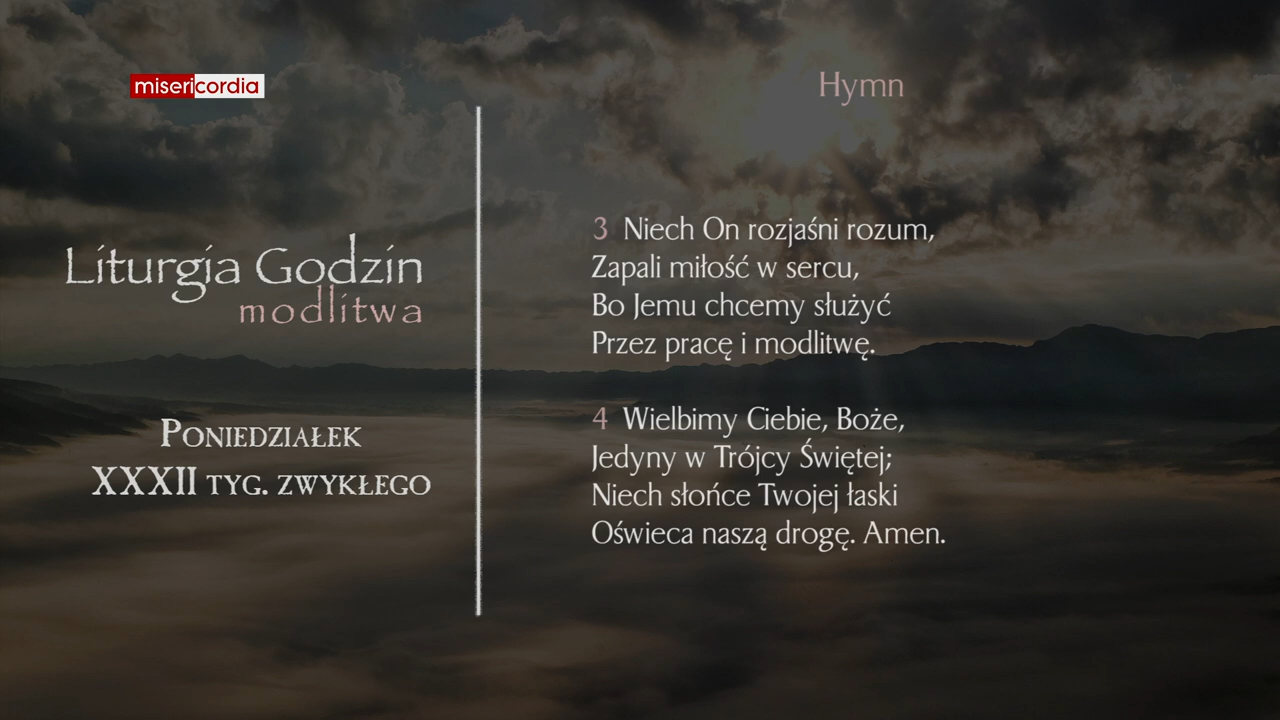 misericordia
Liturgia Godzin
modlitwa
Poniedziałek
XXXII tyg. zwykłego
Hymn
3 Niech On rozjaśni rozum,
Zapali miłość w sercu,
Bo Jemu chcemy służyć
Przez pracę i modlitwę.
4 Wielbimy Ciebie, Boże,
Jedyny w Trójcy Świętej;
Niech słońce Twojej łaski
Oświeca naszą drogę. Amen.